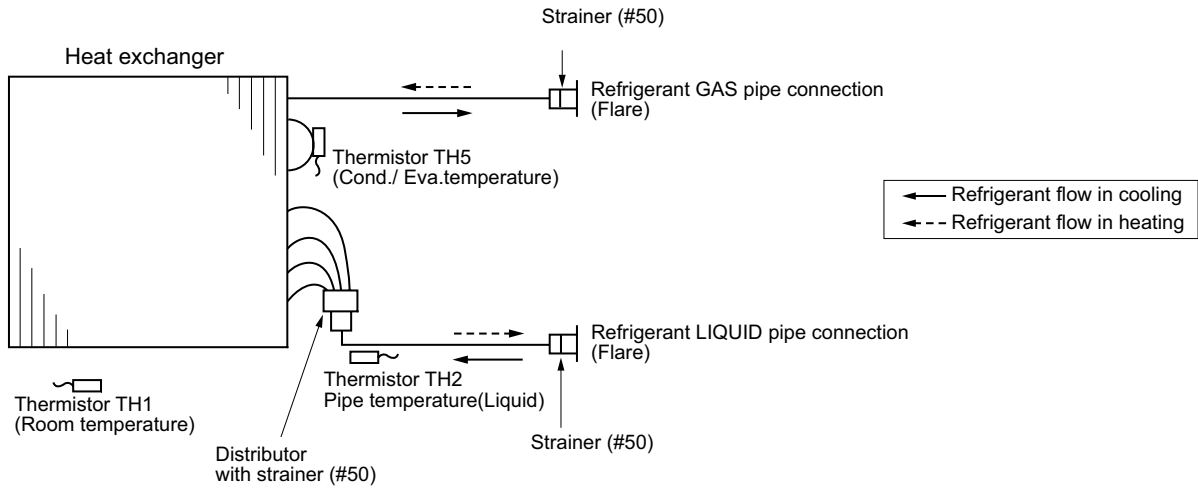 Strainer (#50)
Heat exchanger
Refrigerant GAS pipe connection
(Flare)
Thermistor TH5
(Cond./ Eva.temperature)
Refrigerant flow in cooling
Refrigerant flow in heating
Refrigerant LIQUID pipe connection
(Flare)
Thermistor TH2
Pipe temperature(Liquid)
Thermistor TH1
(Room temperature)
Strainer (#50)
Distributor
with strainer (#50)